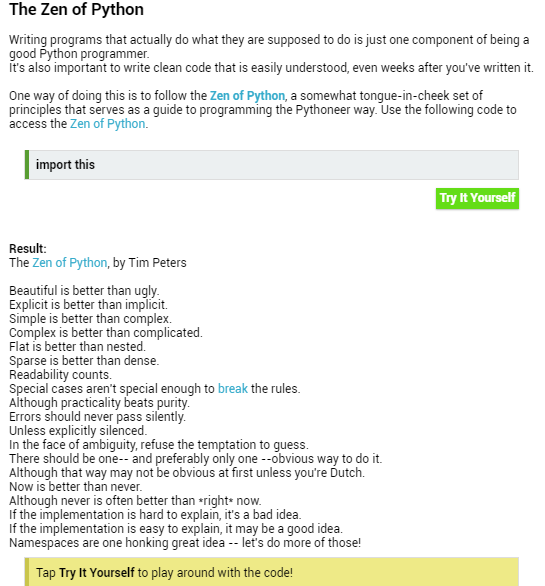 The Zen of Python
Writing programs that actually do what they are supposed to do is just one component of being a
good Python programmer.
It's also important to write clean code that is easily understood, even weeks after you've written it.
One way of doing this is to follow the Zen of Python, a somewhat tongue-in-cheek set of
principles that serves as a guide to programming the Pythoneer way. Use the following code to
access the Zen of Python.
import this
Try It Yourself
Result:
The Zen of Python, by Tim Peters
Beautiful is better than ugly.
Explicit is better than implicit.
Simple is better than complex.
Complex is better than complicated.
Flat is better than nested.
Sparse is better than dense.
Readability counts.
Special cases aren't special enough to break the rules.
Although practicality beats purity.
Errors should never pass silently.
Unless explicitly silenced.
In the face of ambiguity, refuse the temptation to guess.
There should be one-- and preferably only one --obvious way to do it.
Although that way may not be obvious at first unless you're Dutch.
Now is better than never.
Although never is often better than *right* now.
If the implementation is hard to explain, it's a bad idea.
If the implementation is easy to explain, it may be a good idea.
Namespaces are one honking great idea -- let's do more of those!
Tap Try It Yourself to play around with the code!